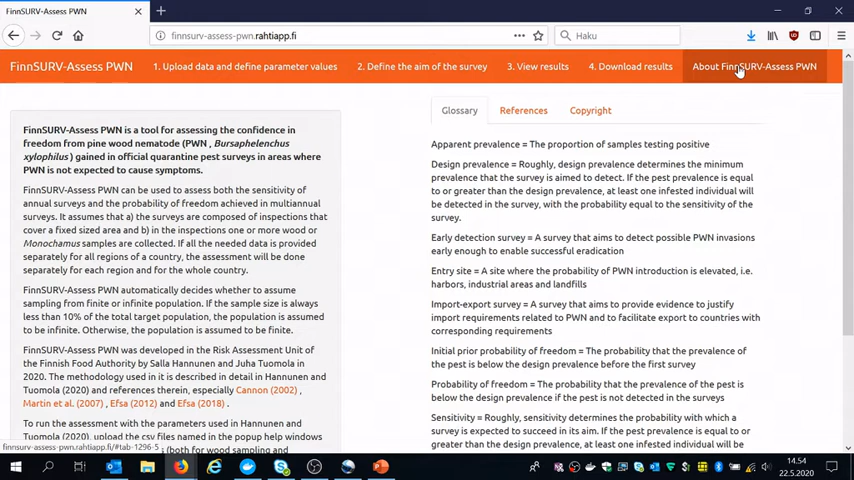 FinnSURV-Assess PWN
finnsurv-assess-pwn.rahtiapp.fi
Haku
FinnSURV-Assess PWN
1. Upload data and define parameter values
2. Define the aim of the survey
3. View results
4. Download results
About FinnSURV-Assess PWN
FinnSURV-Assess PWN is a tool for assessing the confidence in
freedom from pine wood nematode (PWN , Bursaphelenchus
xylophilus ) gained in official quarantine pest surveys in areas where
PWN is not expected to cause symptoms.
FinnSURV-Assess PWN can be used to assess both the sensitivity of
annual surveys and the probability of freedom achieved in multiannual
surveys. It assumes that a) the surveys are composed of inspections that
cover a fixed sized area and b) in the inspections one or more wood or
Monochamus samples are collected. If all the needed data is provided
separately for all regions of a country, the assessment will be done
separately for each region and for the whole country.
FinnSURV-Assess PWN automatically decides whether to assume
sampling from finite or infinite population. If the sample size is always
less than 10% of the total target population, the population is assumed
to be infinite. Otherwise, the population is assumed to be finite.
FinnSURV-Assess PWN was developed in the Risk Assessment Unit of
the Finnish Food Authority by Salla Hannunen and Juha Tuomola in
2020. The methodology used in it is described in detail in Hannunen and
Tuomola (2020) and references therein, especially Cannon (2002) ,
Martin et al. (2007) , Efsa (2012) and Efsa (2018) .
To run the assessment with the parameters used in Hannunen and
Tuomola (2020), upload the csv files named in the popup help windows
finnsurv-assess-pwn.rahtiapp.fi/#tab-1296-5
Glossary
References
Copyright
Apparent prevalence = The proportion of samples testing positive
Design prevalence = Roughly, design prevalence determines the minimum
prevalence that the survey is aimed to detect. If the pest prevalence is equal
to or greater than the design prevalence, at least one infested individual will
be detected in the survey, with the probability equal to the sensitivity of the
survey.
Early detection survey = A survey that aims to detect possible PWN invasions
early enough to enable successful eradication
Entry site = A site where the probability of PWN introduction is elevated, i.e.
harbors, industrial areas and landfills
Import-export survey = A survey that aims to provide evidence to justify
import requirements related to PWN and to facilitate export to countries with
corresponding requirements
Initial prior probability of freedom = The probability that the prevalence of
the pest is below the design prevalence before the first survey
Probability of freedom = The probability that the prevalence of the pest is
below the design prevalence if the pest is not detected in the surveys
Sensitivity = Roughly, sensitivity determines the probability with which a
survey is expected to succeed in its aim. If the pest prevalence is equal to or
greater than the design prevalence, at least one infested individual will be
14.54
22.5.2020